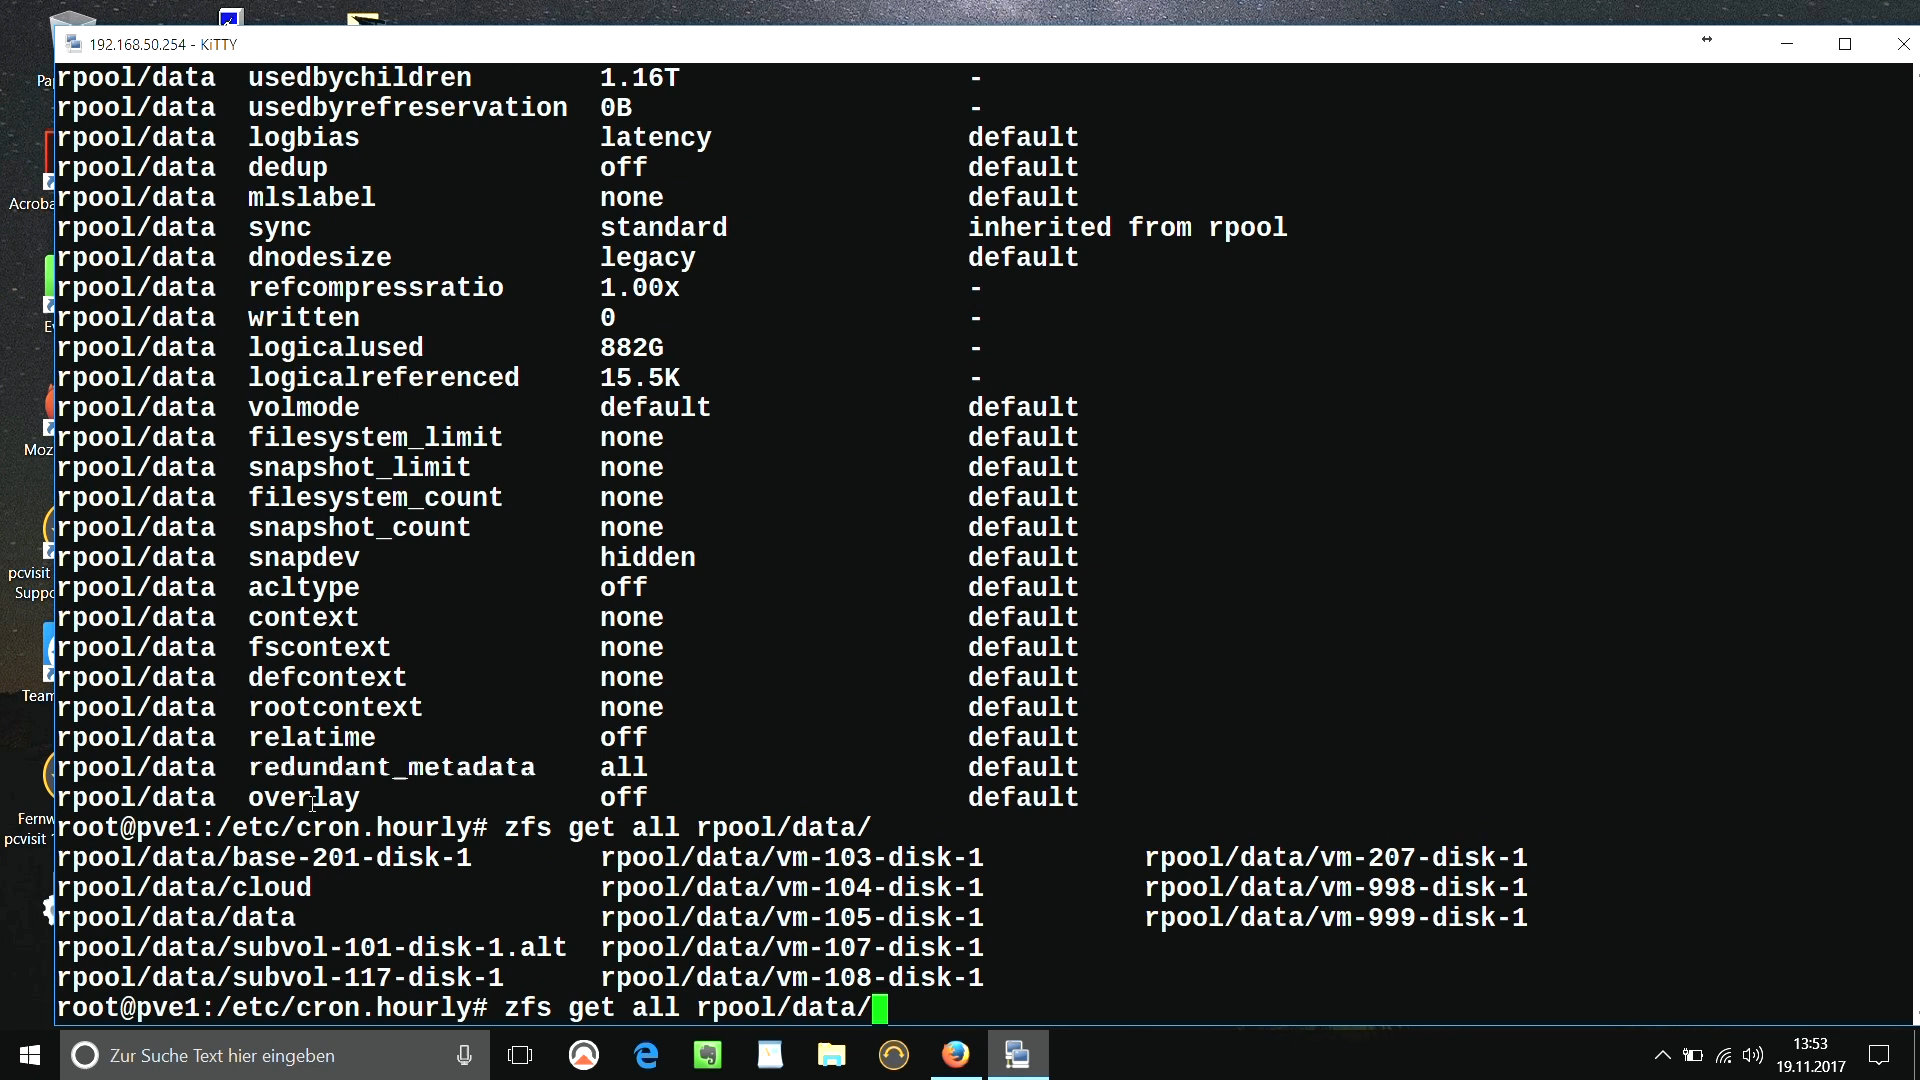 192.168.50.254 - KiTTY
rpool/data usedbychildren 1.16T -
rpool/data usedbyrefreservation 0B -
rpool/data logbias latency default
rpool/data dedup off default
rpool/data mlslabel none default
rpool/data sync standard inherited from rpool
rpool/data dnodesize legacy default
rpool/data refcompressratio 1.00x -
rpool/data written 0 -
rpool/data logicalused 882G -
rpool/data logicalreferenced 15.5K -
rpool/data volmode default default
rpool/data filesystem_limit none default
rpool/data snapshot_limit none default
rpool/data filesystem_count none default
rpool/data snapshot_count none default
rpool/data snapdev hidden default
rpool/data acltype off default
rpool/data context none default
rpool/data fscontext none default
rpool/data defcontext none default
rpool/data rootcontext none default
rpool/data relatime off default
rpool/data redundant_metadata all default
rpool/data overlay off default
root@pve1:/etc/cron.hourly# zfs get all rpool/data/
rpool/data/base-201-disk-1 rpool/data/vm-103-disk-1 rpool/data/vm-207-disk-1
rpool/data/cloud rpool/data/vm-104-disk-1 rpool/data/vm-998-disk-1
rpool/data/data rpool/data/vm-105-disk-1 rpool/data/vm-999-disk-1
rpool/data/subvol-101-disk-1.alt rpool/data/vm-107-disk-1
rpool/data/subvol-117-disk-1 rpool/data/vm-108-disk-1
root@pve1:/etc/cron.hourly# zfs get all rpool/data/
Pa
Acroba
Ev
Moz
pcvisit
Suppo
Team
Fernw
pcvisit
Zur Suche Text hier eingeben
13:53
19.11.2017